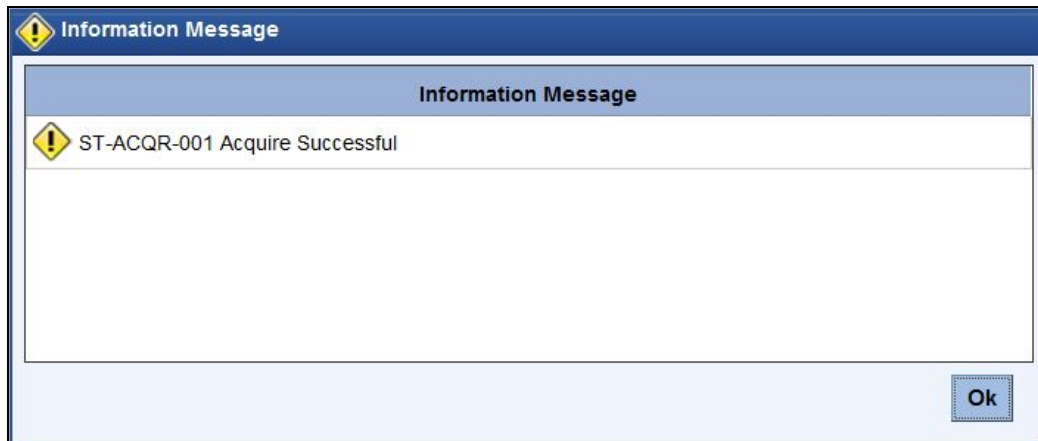 Information Message
Information Message
ST-ACQR-001 Acquire Successful
Ok